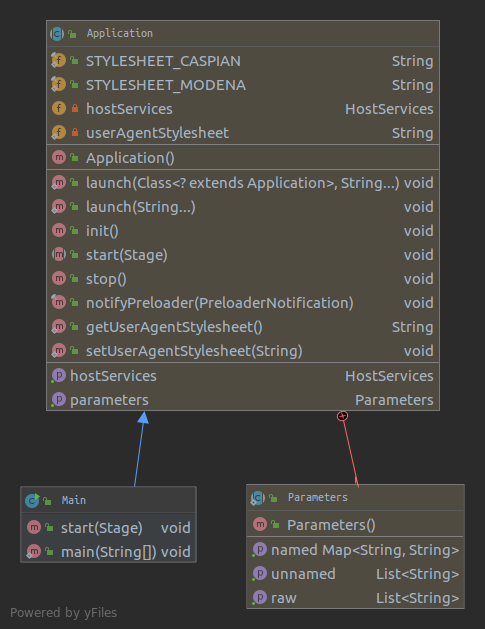 Application
STYLESHEET_CASPIAN String
STYLESHEET_MODENA String
hostServices HostServices
userAgentStylesheet String
Application()
launch(Class<? extends Application>, String...) void
launch(String...) void
init() void
start(Stage) void
stop() void
notifyPreloader(PreloaderNotification) void
getUserAgentStylesheet() String
setUserAgentStylesheet(String) void
hostServices HostServices
parameters Parameters
Main
start(Stage) void
main(String[]) void
Parameters
Parameters()
named Map<String, String>
unnamed List<String>
raw List<String>
Powered by yFiles